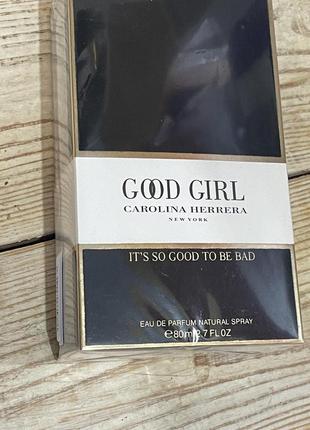 GOOD GIRL
CAROLINA HERRERA
NEW YORK
IT'S SO GOOD TO BE BAD
EAU DE PARFUM NATURAL SPRAY
℮80ml 2.7 FL OZ